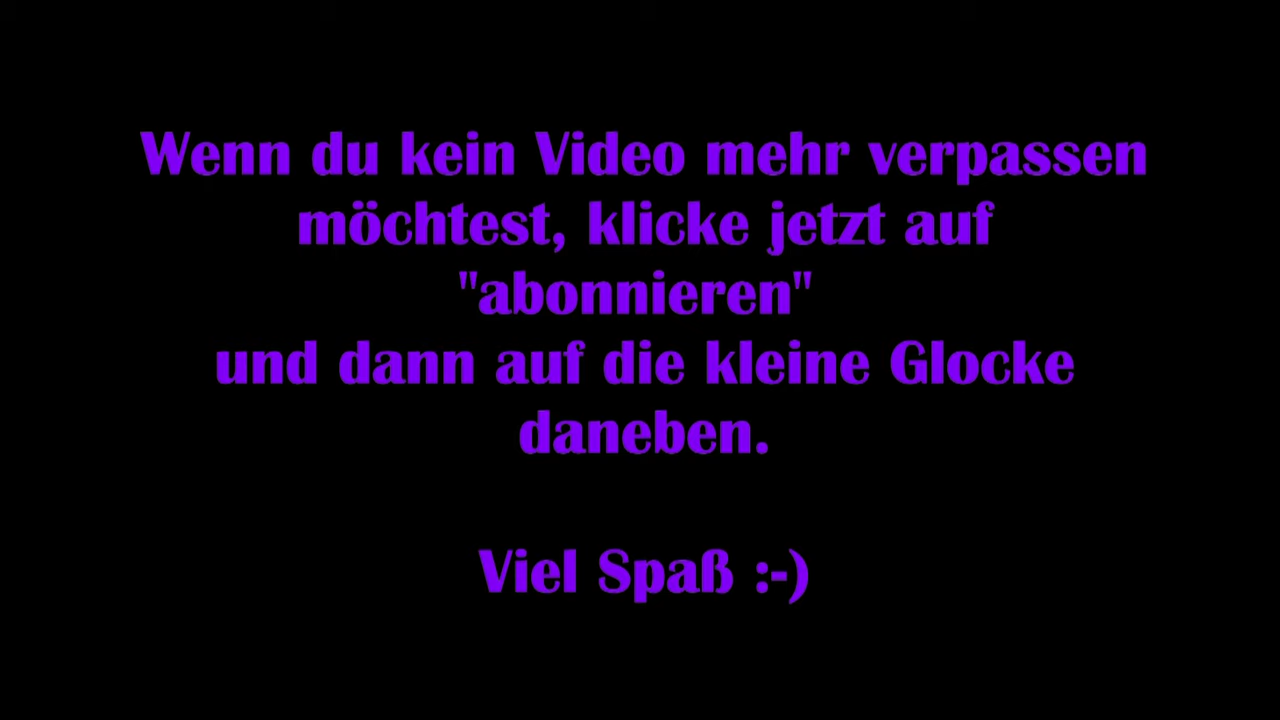 Wenn du kein Video mehr verpassen
möchtest, klicke jetzt auf
"abonnieren"
und dann auf die kleine Glocke
daneben.
Viel Spaß :-)